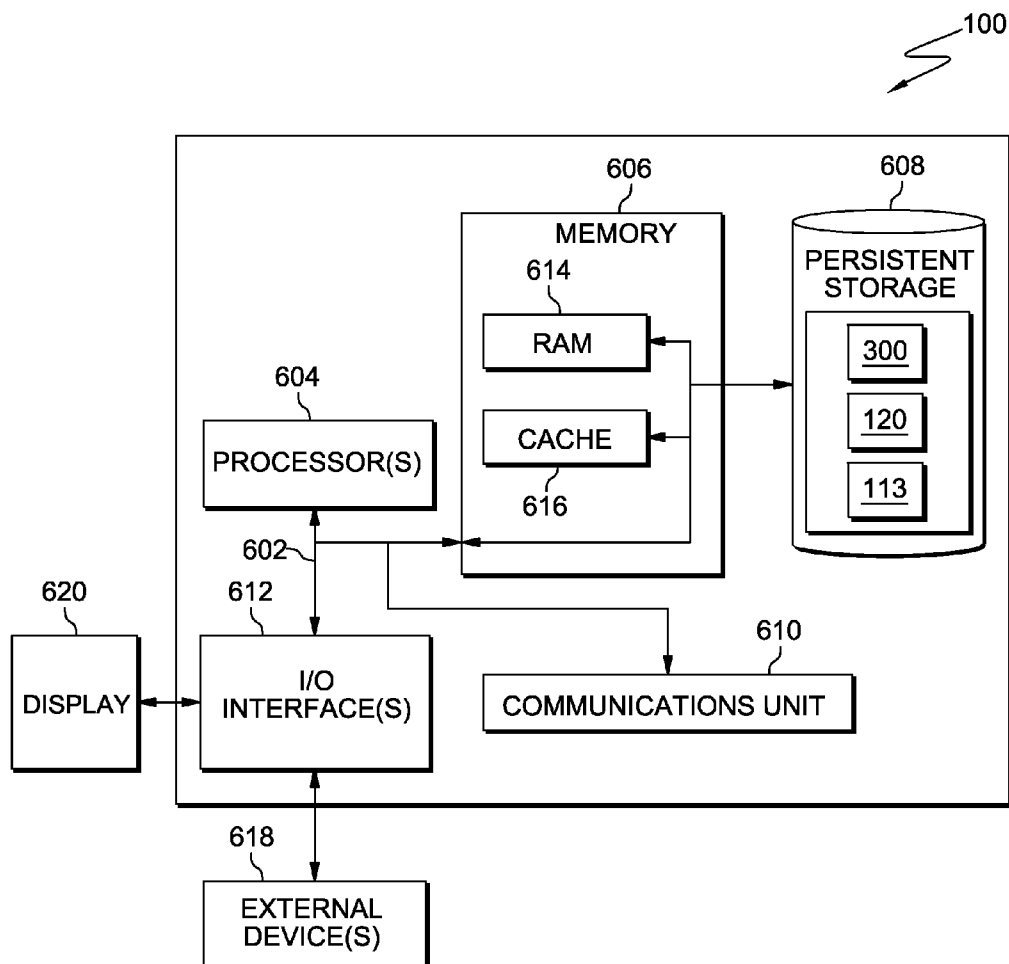 100
606
608
MEMORY
PERSISTENT
STORAGE
614
RAM
300
604
120
CACHE
PROCESSOR(S)
113
616
602
620
612
610
I/O
INTERFACE(S)
DISPLAY
COMMUNICATIONS UNIT
618
EXTERNAL
DEVICE(S)